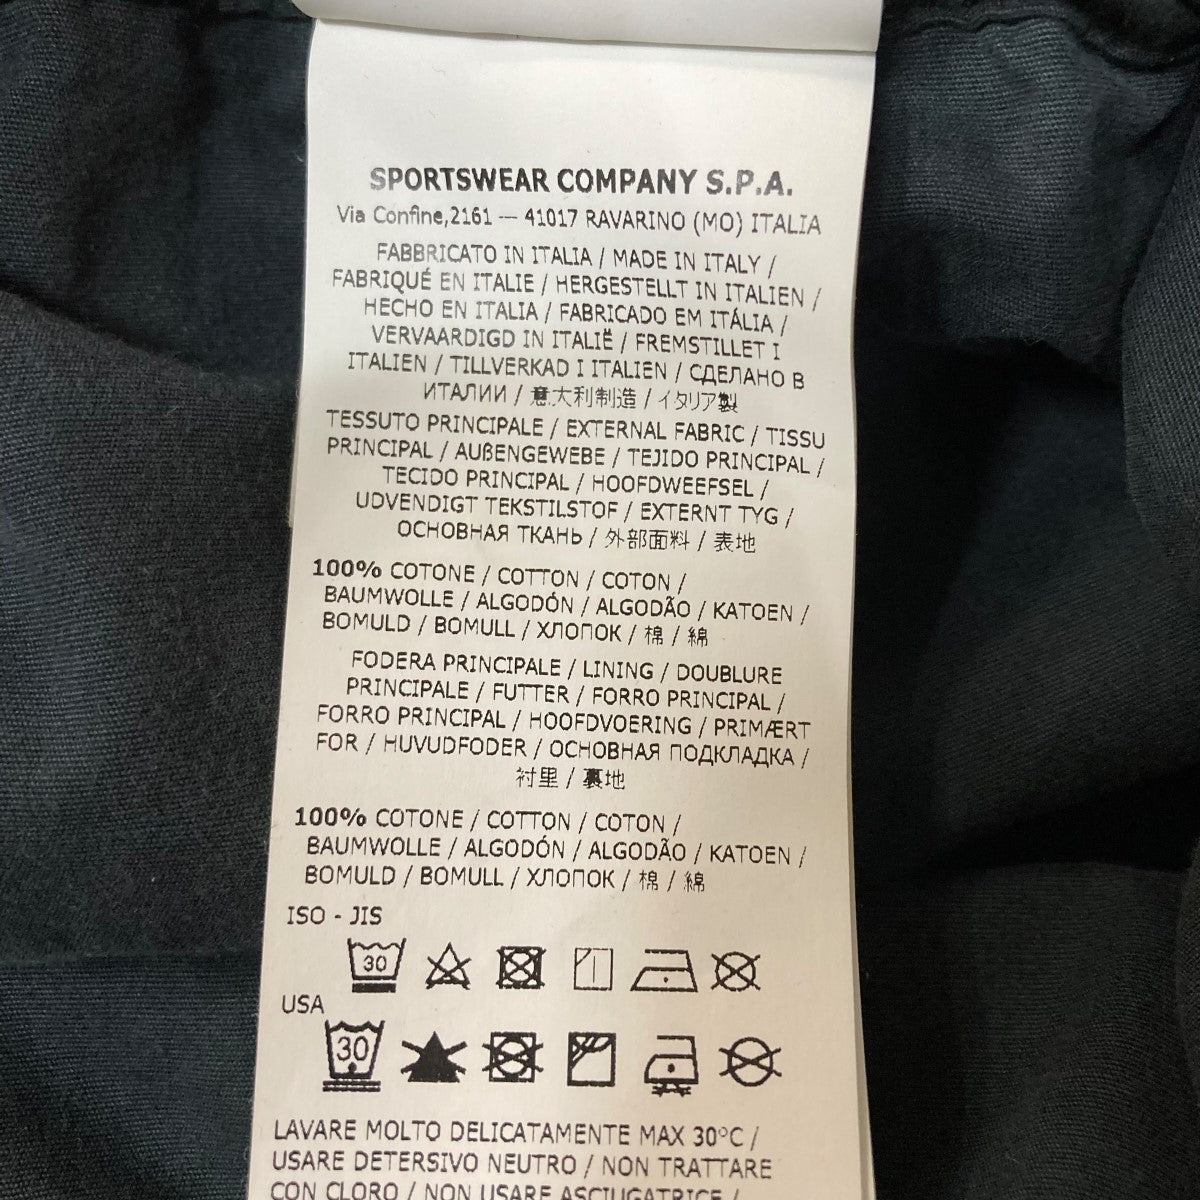 SPORTSWEAR COMPANY S.P.A.
Via Confine,2161 — 41017 RAVARINO (MO) ITALIA
FABBRICATO IN ITALIA / MADE IN ITALY /
FABRIQUÉ EN ITALIE / HERGESTELLT IN ITALIEN /
HECHO EN ITALIA / FABRICADO EM ITÁLIA /
VERVAARDIGD IN ITALIË / FREMSTILLET I
ITALIEN / TILLVERKAD I ITALIEN / СДЕЛАНО В
ИТАЛИИ / 意大利制造 / イタリア製
TESSUTO PRINCIPALE / EXTERNAL FABRIC / TISSU
PRINCIPAL / AUßENGEWEBE / TEJIDO PRINCIPAL /
TECIDO PRINCIPAL / HOOFDWEEFSEL /
UDVENDIGT TEKSTILSTOF / EXTERNT TYG /
ОСНОВНАЯ ТКАНЬ / 外部面料 / 表地
100% COTONE / COTTON / COTON /
BAUMWOLLE / ALGODÓN / ALGODÃO / KATOEN /
BOMULD / BOMULL / ХЛОПОК / 棉 / 綿
FODERA PRINCIPALE / LINING / DOUBLURE
PRINCIPALE / FUTTER / FORRO PRINCIPAL /
FORRO PRINCIPAL / HOOFDVOERING / PRIMÆRT
FOR / HUVUDFODER / ОСНОВНАЯ ПОДКЛАДКА /
衬里 / 裏地
100% COTONE / COTTON / COTON /
BAUMWOLLE / ALGODÓN / ALGODÃO / KATOEN /
BOMULD / BOMULL / ХЛОПОК / 棉 / 綿
ISO - JIS
30
USA
30
LAVARE MOLTO DELICATAMENTE MAX 30°C /
USARE DETERSIVO NEUTRO / NON TRATTARE
CON CLORO / NON USARE ASCIUGATRICE /